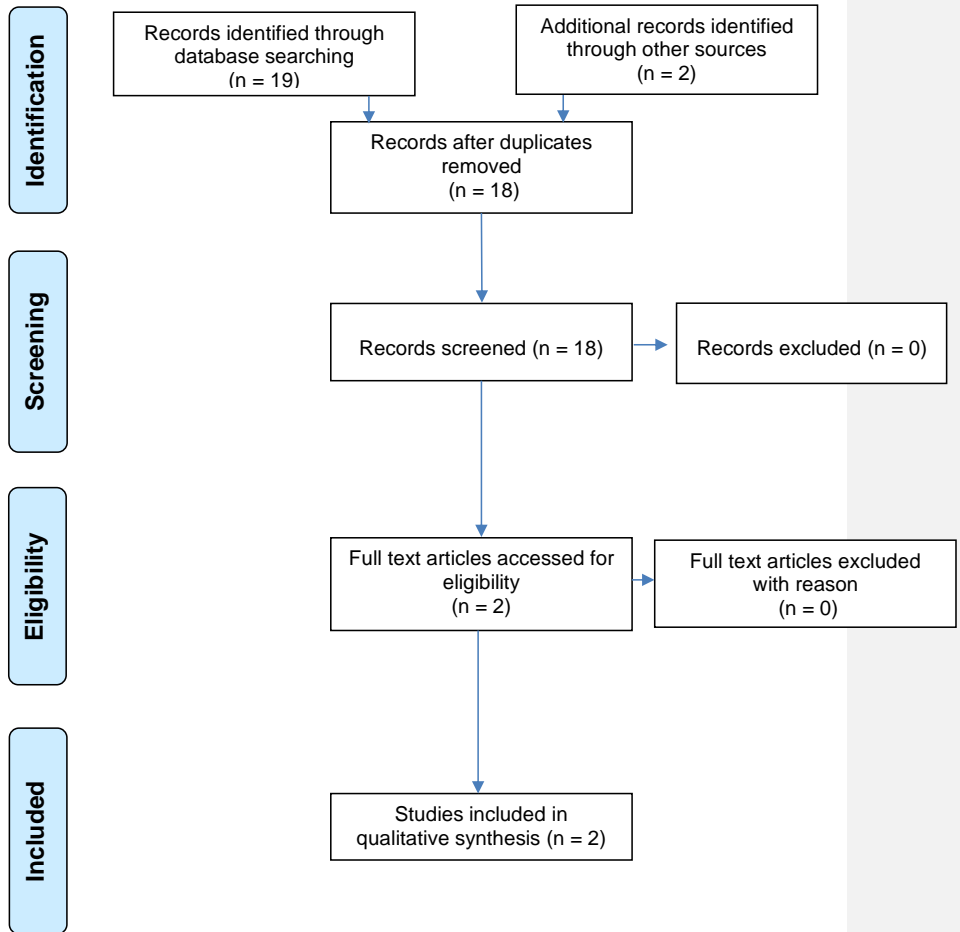 Identification
Records identified through
database searching
(n = 19)
Additional records identified
through other sources
(n = 2)
Records after duplicates
removed
(n = 18)
Screening
Records screened (n = 18)
Records excluded (n = 0)
Eligibility
Full text articles accessed for
eligibility
(n = 2)
Full text articles excluded
with reason
(n = 0)
Included
Studies included in
qualitative synthesis (n = 2)